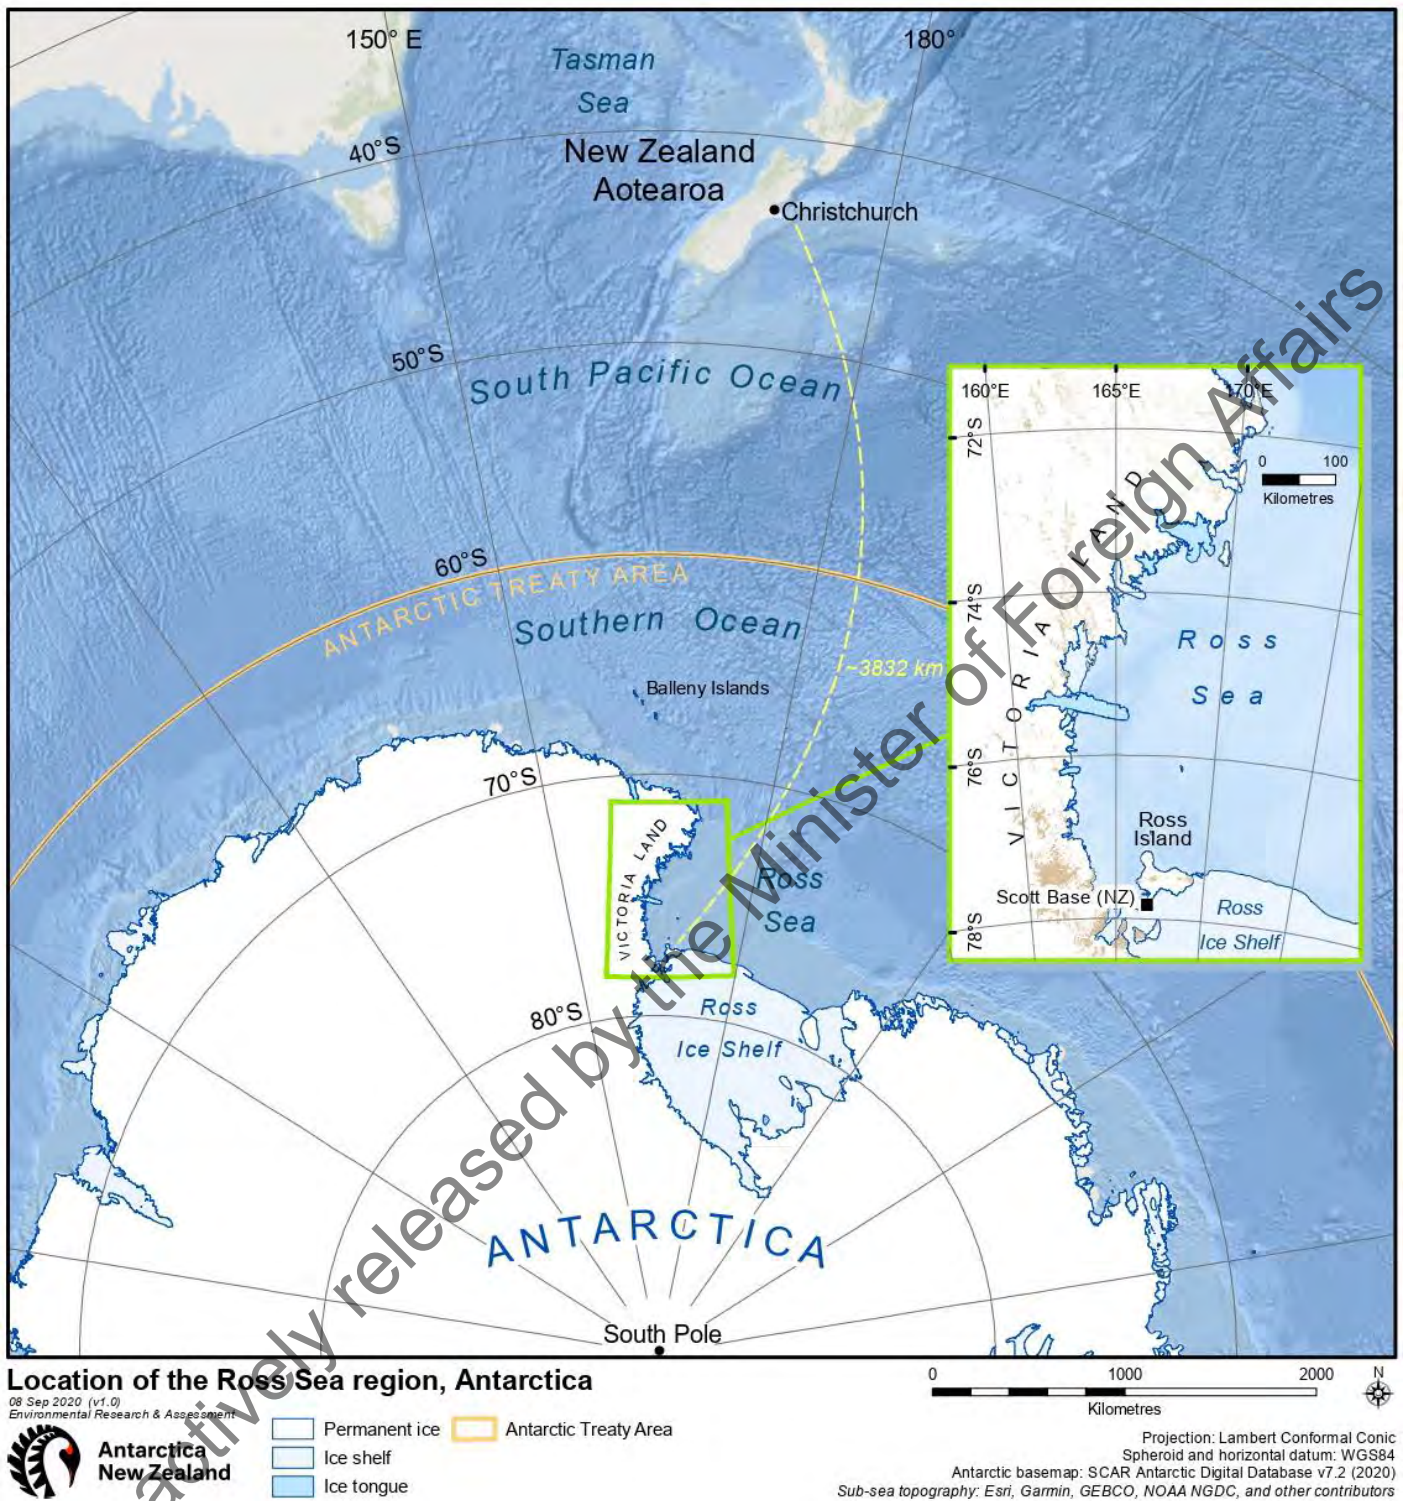 150° E
180°
Tasman
Sea
40°S
New Zealand
Aotearoa
Christchurch
50°S
South Pacific Ocean
60°S
ANTARCTIC TREATY AREA
Southern Ocean
~3832 km
Balleny Islands
70°S
VICTORIA LAND
Ross
Sea
80°S
Ross
Ice Shelf
ANTARCTICA
South Pole
160°E
165°E
170°E
72°S
0 100
Kilometres
VICTORIA LAND
74°S
Ross
Sea
76°S
Ross
Island
Scott Base (NZ)
78°S
Ross
Ice Shelf
actively released by the Minister of Foreign Affairs
Location of the Ross Sea region, Antarctica
08 Sep 2020 (v1.0)
Environmental Research & Assessment
Antarctica
New Zealand
Permanent ice
Ice shelf
Ice tongue
Antarctic Treaty Area
0 1000 2000
Kilometres
N
Projection: Lambert Conformal Conic
Spheroid and horizontal datum: WGS84
Antarctic basemap: SCAR Antarctic Digital Database v7.2 (2020)
Sub-sea topography: Esri, Garmin, GEBCO, NOAA NGDC, and other contributors